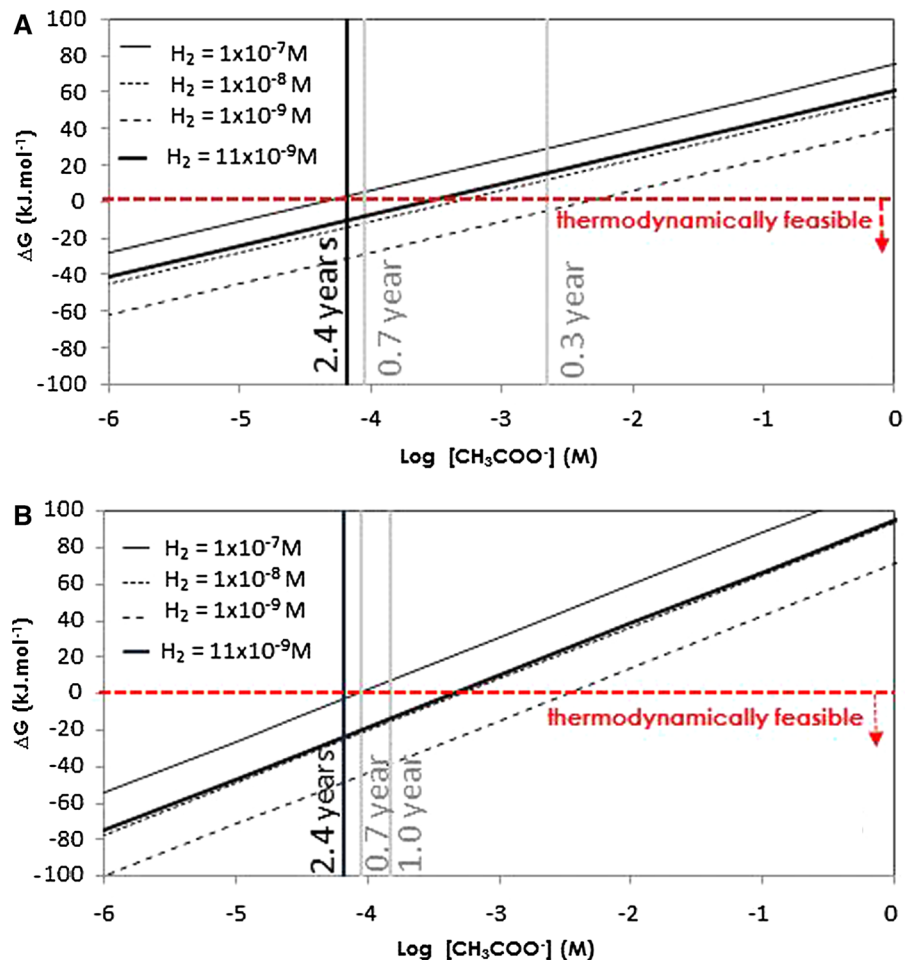 A
100
80
60
40
20
0
-20
-40
-60
-80
-100
ΔG (kJ.mol-1)
H2 = 1x10-7M
H2 = 1x10-8 M
H2 = 1x10-9 M
H2 = 11x10-9M
thermodynamically feasible
2.4 years
0.7 year
0.3 year
-6
-5
-4
-3
-2
-1
0
Log [CH3COO-] (M)
B
100
80
60
40
20
0
-20
-40
-60
-80
-100
ΔG (kJ.mol-1)
H2 = 1x10-7M
H2 = 1x10-8 M
H2 = 1x10-9 M
H2 = 11x10-9M
thermodynamically feasible
2.4 years
0.7 year
1.0 year
-6
-5
-4
-3
-2
-1
0
Log [CH3COO-] (M)